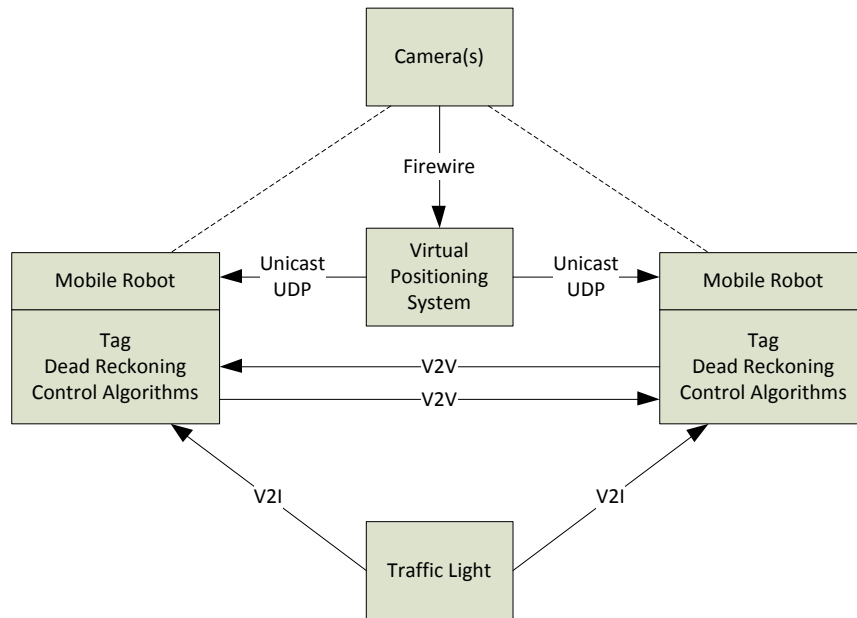 Camera(s)
Firewire
Mobile Robot
Unicast
UDP
Virtual
Positioning
System
Unicast
UDP
Mobile Robot
Tag
Dead Reckoning
Control Algorithms
V2V
V2V
Tag
Dead Reckoning
Control Algorithms
V2I
V2I
Traffic Light